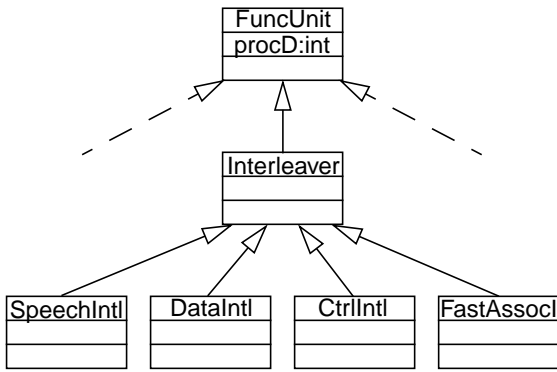 FuncUnit
procD:int
Interleaver
SpeechIntl
DataIntl
CtrlIntl
FastAssocI